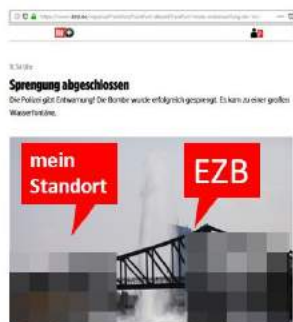 Sprengung abgeschlossen
Die Polizei gibt Entwarnung! Die Bombe wurde erfolgreich gesprengt. Es kam zu einer großen
Wasserfontäne.
mein
Standort
EZB